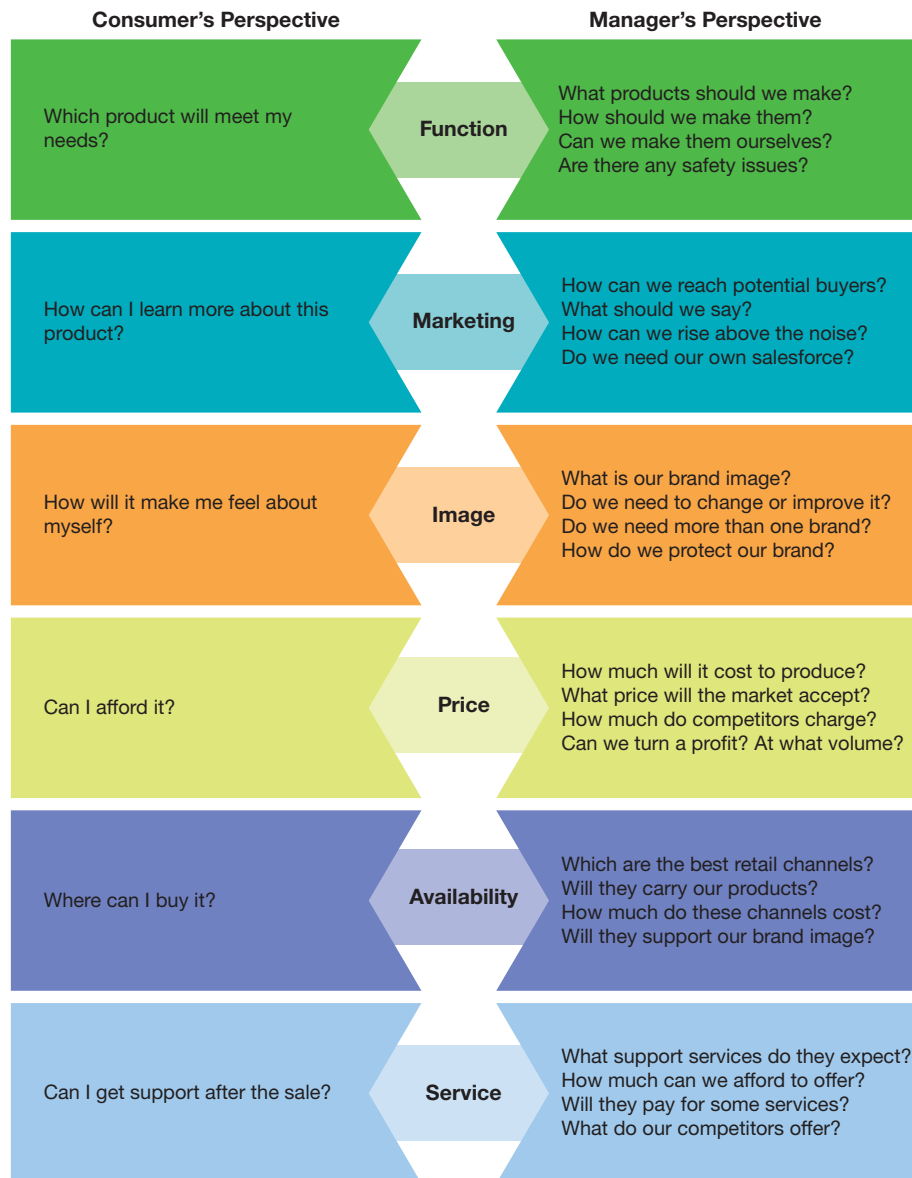 Consumer's Perspective
Manager's Perspective
Which product will meet my
needs?
Function
What products should we make?
How should we make them?
Can we make them ourselves?
Are there any safety issues?
How can I learn more about this
product?
Marketing
How can we reach potential buyers?
What should we say?
How can we rise above the noise?
Do we need our own salesforce?
How will it make me feel about
myself?
Image
What is our brand image?
Do we need to change or improve it?
Do we need more than one brand?
How do we protect our brand?
Can I afford it?
Price
How much will it cost to produce?
What price will the market accept?
How much do competitors charge?
Can we turn a profit? At what volume?
Where can I buy it?
Availability
Which are the best retail channels?
Will they carry our products?
How much do these channels cost?
Will they support our brand image?
Can I get support after the sale?
Service
What support services do they expect?
How much can we afford to offer?
Will they pay for some services?
What do our competitors offer?